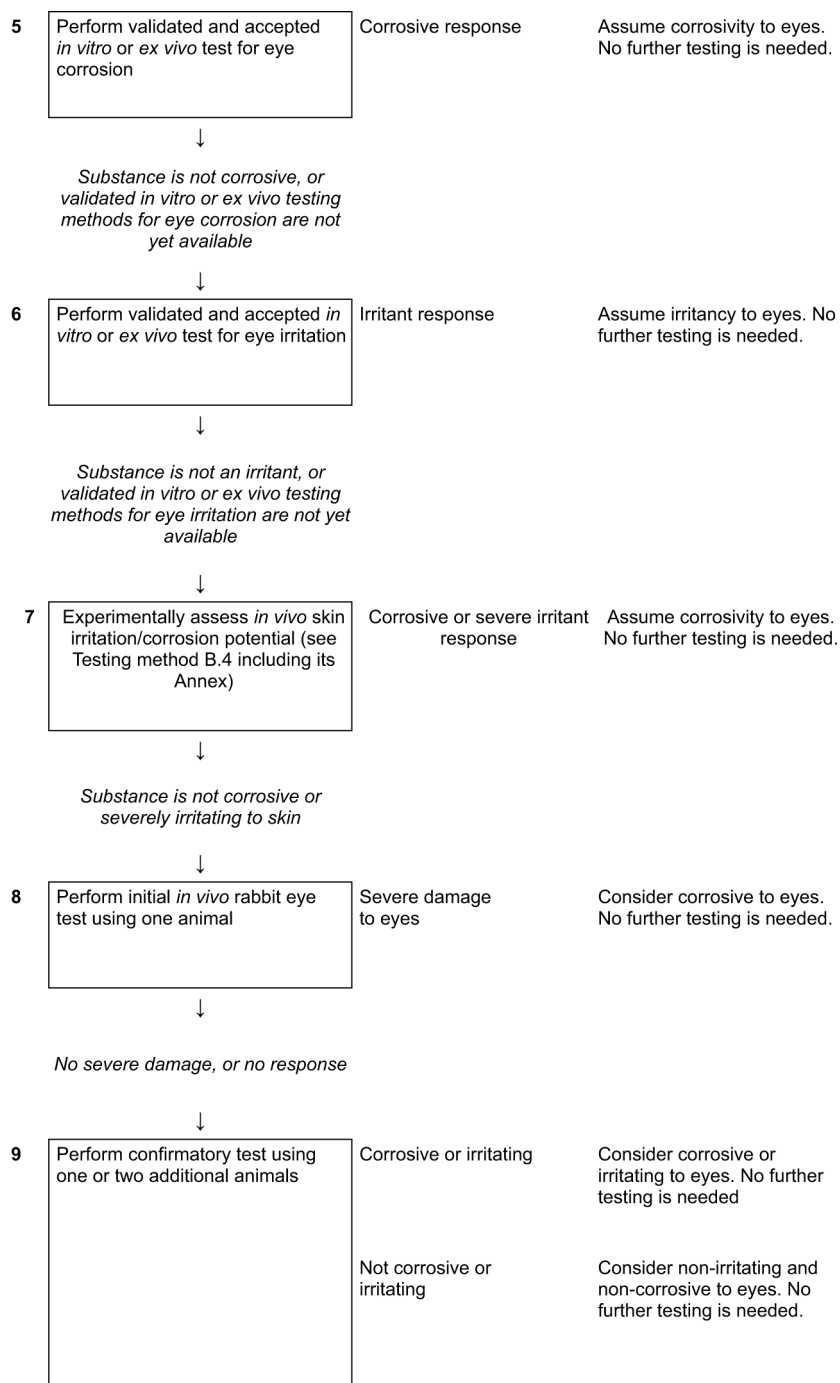 5 Perform validated and accepted Corrosive response Assume corrosivity to eyes.
in vitro or ex vivo test for eye No further testing is needed.
corrosion
↓
Substance is not corrosive, or
validated in vitro or ex vivo testing
methods for eye corrosion are not
yet available
↓
6 Perform validated and accepted in Irritant response Assume irritancy to eyes. No
vitro or ex vivo test for eye irritation further testing is needed.
↓
Substance is not an irritant, or
validated in vitro or ex vivo testing
methods for eye irritation are not yet
available
↓
7 Experimentally assess in vivo skin Corrosive or severe irritant Assume corrosivity to eyes.
irritation/corrosion potential (see response No further testing is needed.
Testing method B.4 including its
Annex)
↓
Substance is not corrosive or
severely irritating to skin
↓
8 Perform initial in vivo rabbit eye Severe damage Consider corrosive to eyes.
test using one animal to eyes No further testing is needed.
↓
No severe damage, or no response
↓
9 Perform confirmatory test using Corrosive or irritating Consider corrosive or
one or two additional animals irritating to eyes. No further
testing is needed
Not corrosive or Consider non-irritating and
irritating non-corrosive to eyes. No
further testing is needed.